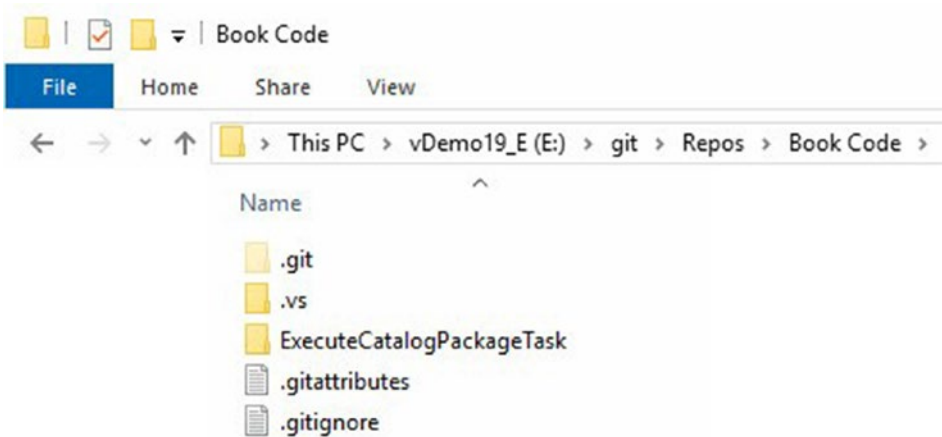 Book Code
File Home Share View
This PC > vDemo19_E (E:) > git > Repos > Book Code >
Name
.git
.vs
ExecuteCatalogPackageTask
.gitattributes
.gitignore